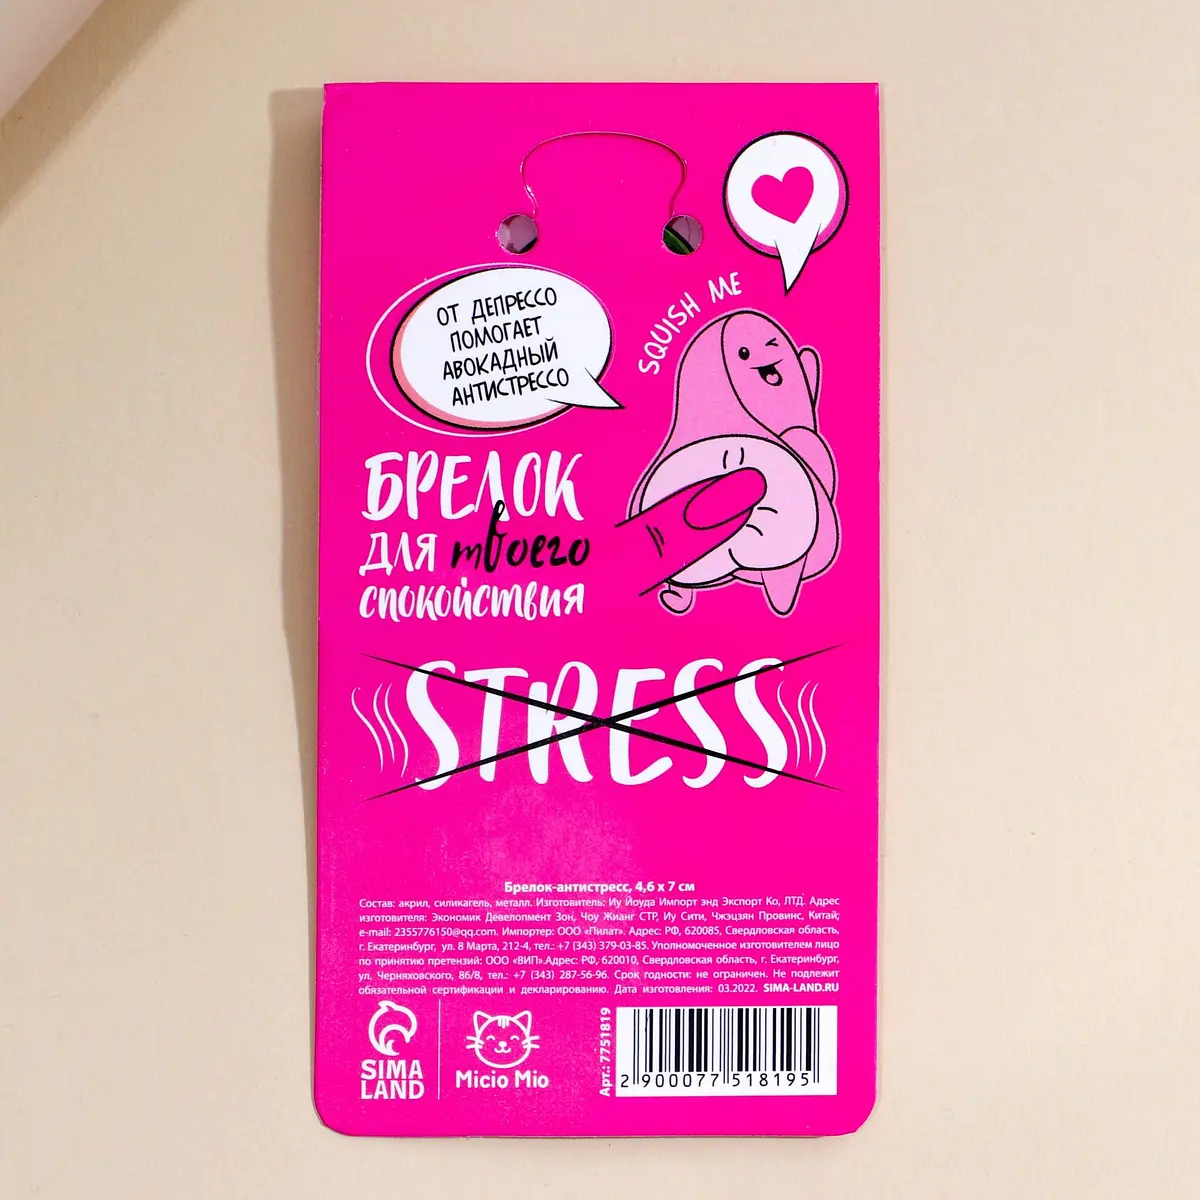 SQUISH ME
ОТ ДЕПРЕССО
ПОМОГАЕТ
АВОКАДНЫЙ
АНТИСТРЕССО
БРЕЛОК
ДЛЯ твоего
СПОКОЙСТВИЯ
STRESS
Брелок-антистресс, 4,6 х 7 см
Состав: акрил, силикагель, металл. Изготовитель: Иу Йоуда Импорт энд Экспорт Ко, ЛТД. Адрес
изготовителя: Экономик Девелопмент Зон, Чоу Жианг СТР, Иу Сити, Чжэцзян Провинс, Китай;
e-mail: 2355776150@qq.com. Импортер: ООО «Пилат». Адрес: РФ, 620085, Свердловская область,
г. Екатеринбург, ул. 8 Марта, 212-4, тел.: +7 (343) 379-03-85. Уполномоченное изготовителем лицо
по принятию претензий: ООО «ВИП».Адрес: РФ, 620010, Свердловская область, г. Екатеринбург,
ул. Черняховского, 86/8, тел.: +7 (343) 287-56-96. Срок годности: не ограничен. Не подлежит
обязательной сертификации и декларированию. Дата изготовления: 03.2022. SIMA-LAND.RU
SIMA
LAND
Micio Mio
Арт.: 7751819
2 900077 518195